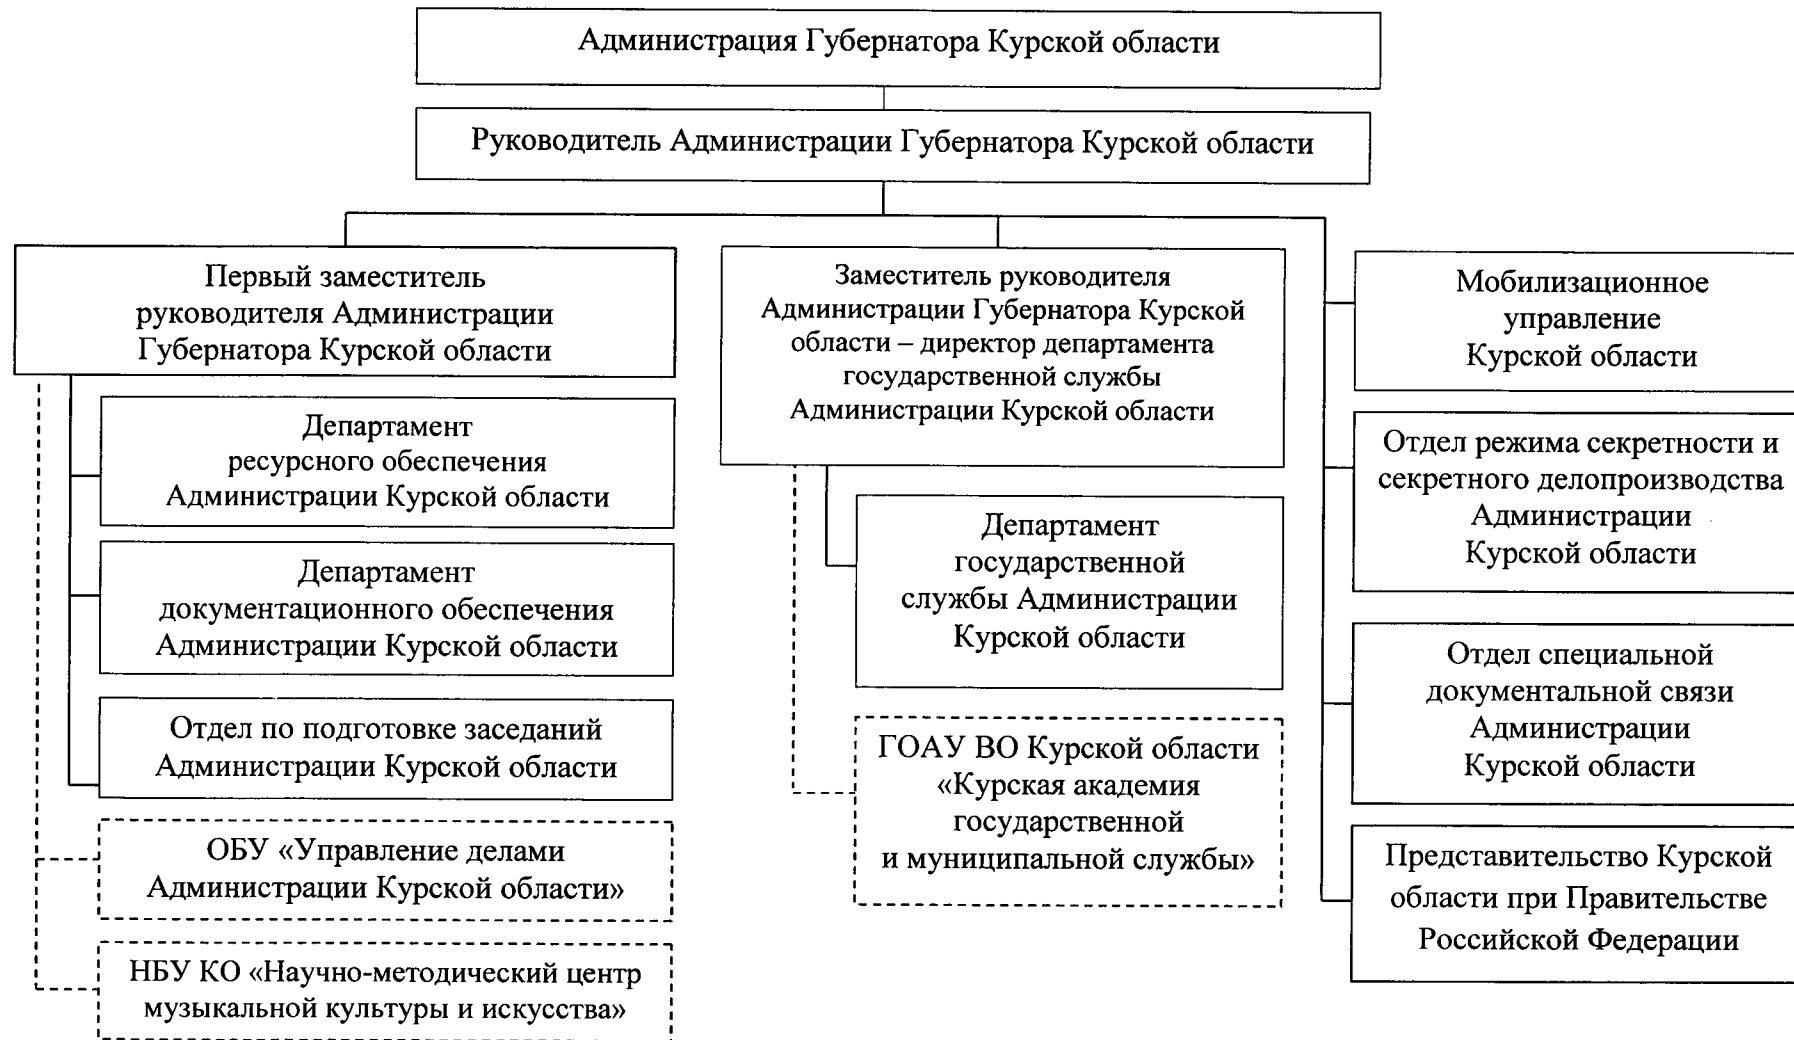 Администрация Губернатора Курской области
Руководитель Администрации Губернатора Курской области
Первый заместитель
руководителя Администрации
Губернатора Курской области
Департамент
ресурсного обеспечения
Администрации Курской области
Департамент
документационного обеспечения
Администрации Курской области
Отдел по подготовке заседаний
Администрации Курской области
ОБУ «Управление делами
Администрации Курской области»
НБУ КО «Научно-методический центр
музыкальной культуры и искусства»
Заместитель руководителя
Администрации Губернатора Курской
области – директор департамента
государственной службы
Администрации Курской области
Департамент
государственной
службы Администрации
Курской области
ГОАУ ВО Курской области
«Курская академия
государственной
и муниципальной службы»
Мобилизационное
управление
Курской области
Отдел режима секретности и
секретного делопроизводства
Администрации
Курской области
Отдел специальной
документальной связи
Администрации
Курской области
Представительство Курской
области при Правительстве
Российской Федерации